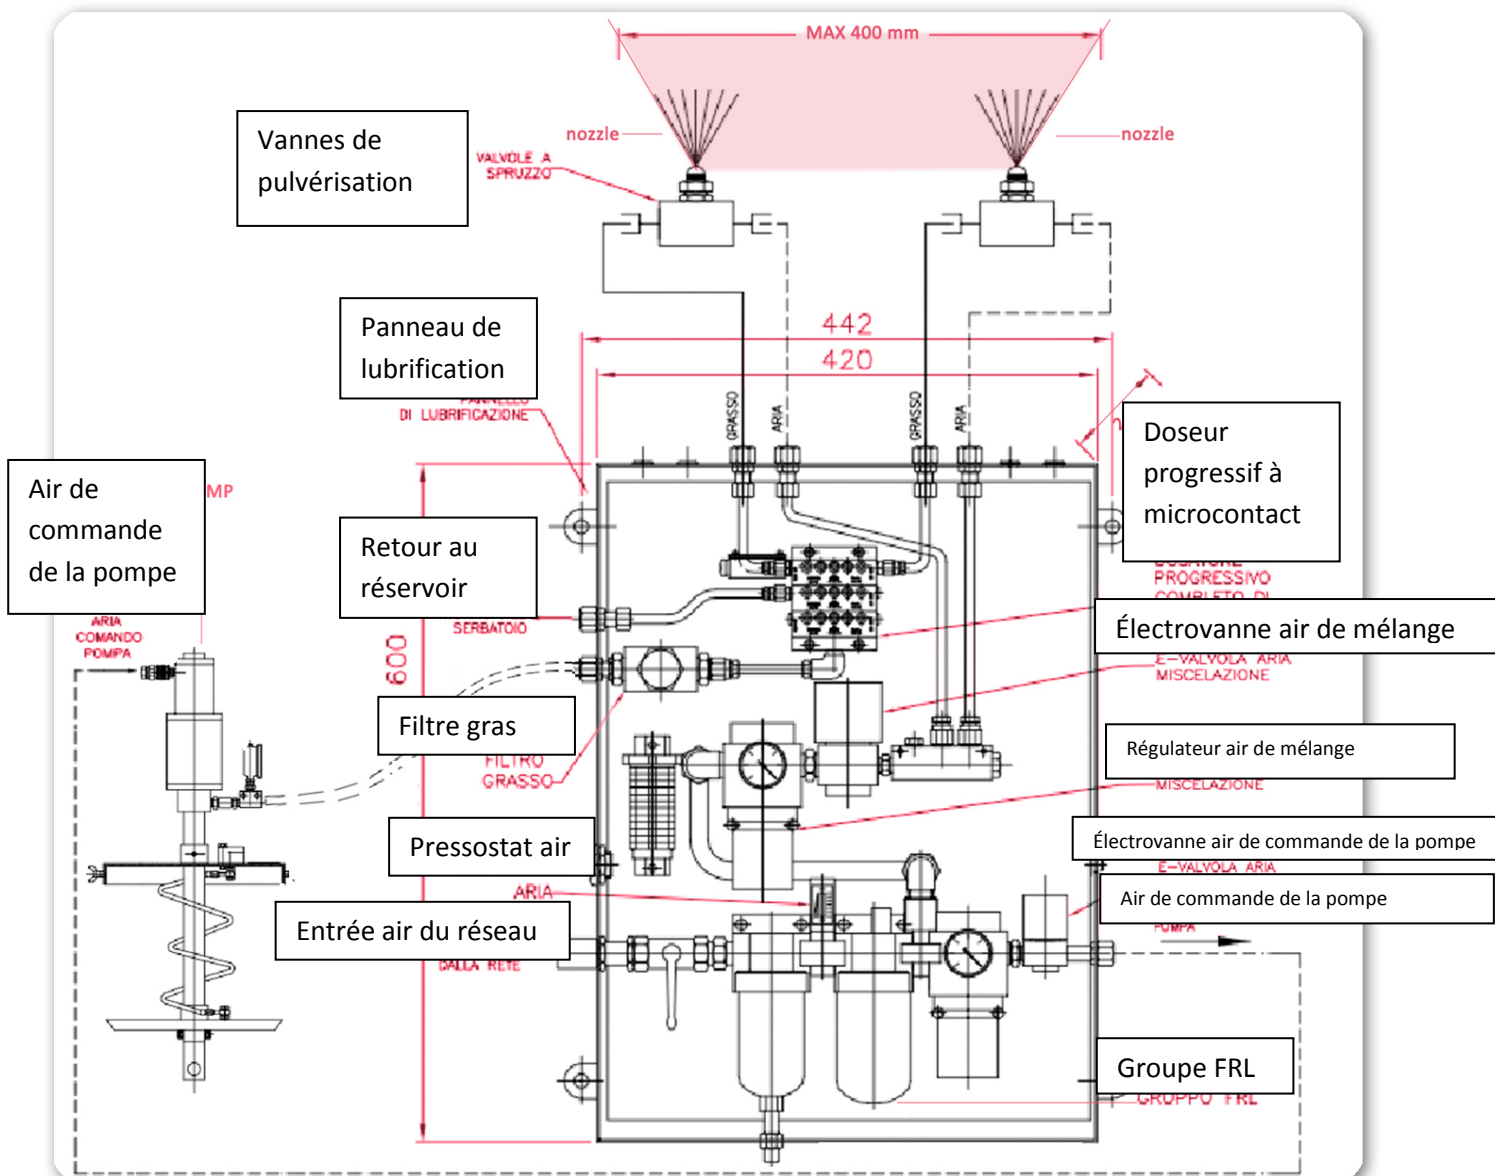 MAX 400 mm
nozzle
nozzle
Vannes de
pulvérisation
VALVOLE A
SPRUZZO
Panneau de
lubrification
DI LUBRIFICAZIONE
442
420
GRASSO
ARIA
GRASSO
ARIA
Doseur
progressif à
microcontact
Air de
commande
de la pompe
MP
ARIA
COMANDO
POMPA
Retour au
réservoir
SERBATOIO
600
PROGRESSIVO
COMPLETO DI
Électrovanne air de mélange
E-VALVOLA ARIA
MISCELAZIONE
Filtre gras
FILTRO
GRASSO
Régulateur air de mélange
MISCELAZIONE
Pressostat air
ARIA
Électrovanne air de commande de la pompe
E-VALVOLA ARIA
Air de commande de la pompe
POMPA
Entrée air du réseau
DALLA RETE
Groupe FRL
GRUPPO FRL